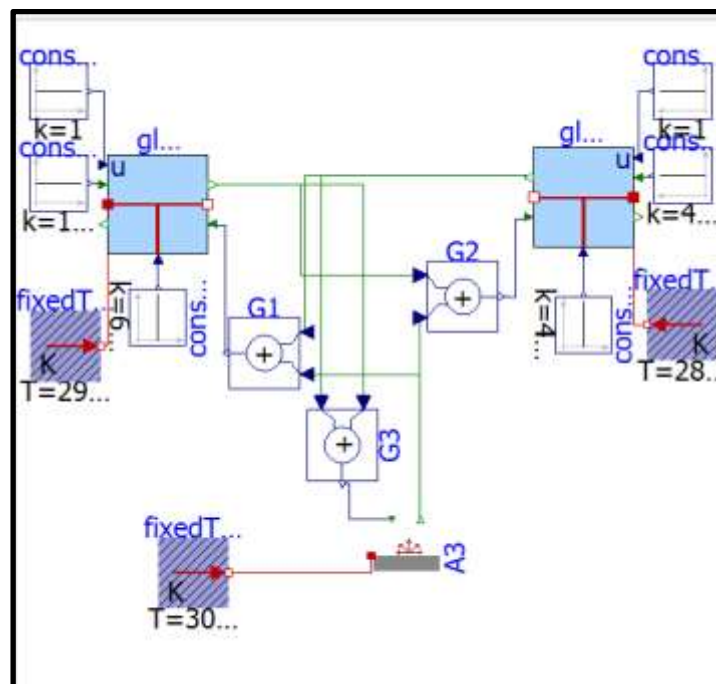 cons...
k=1
cons...
k=1...
gl...
u
k=6...
cons...
fixedT...
K
T=29...
G1
+
G2
+
G3
+
cons...
k=1
cons...
k=4...
gl...
u
k=4...
cons...
fixedT...
K
T=28...
fixedT...
K
T=30...
A3